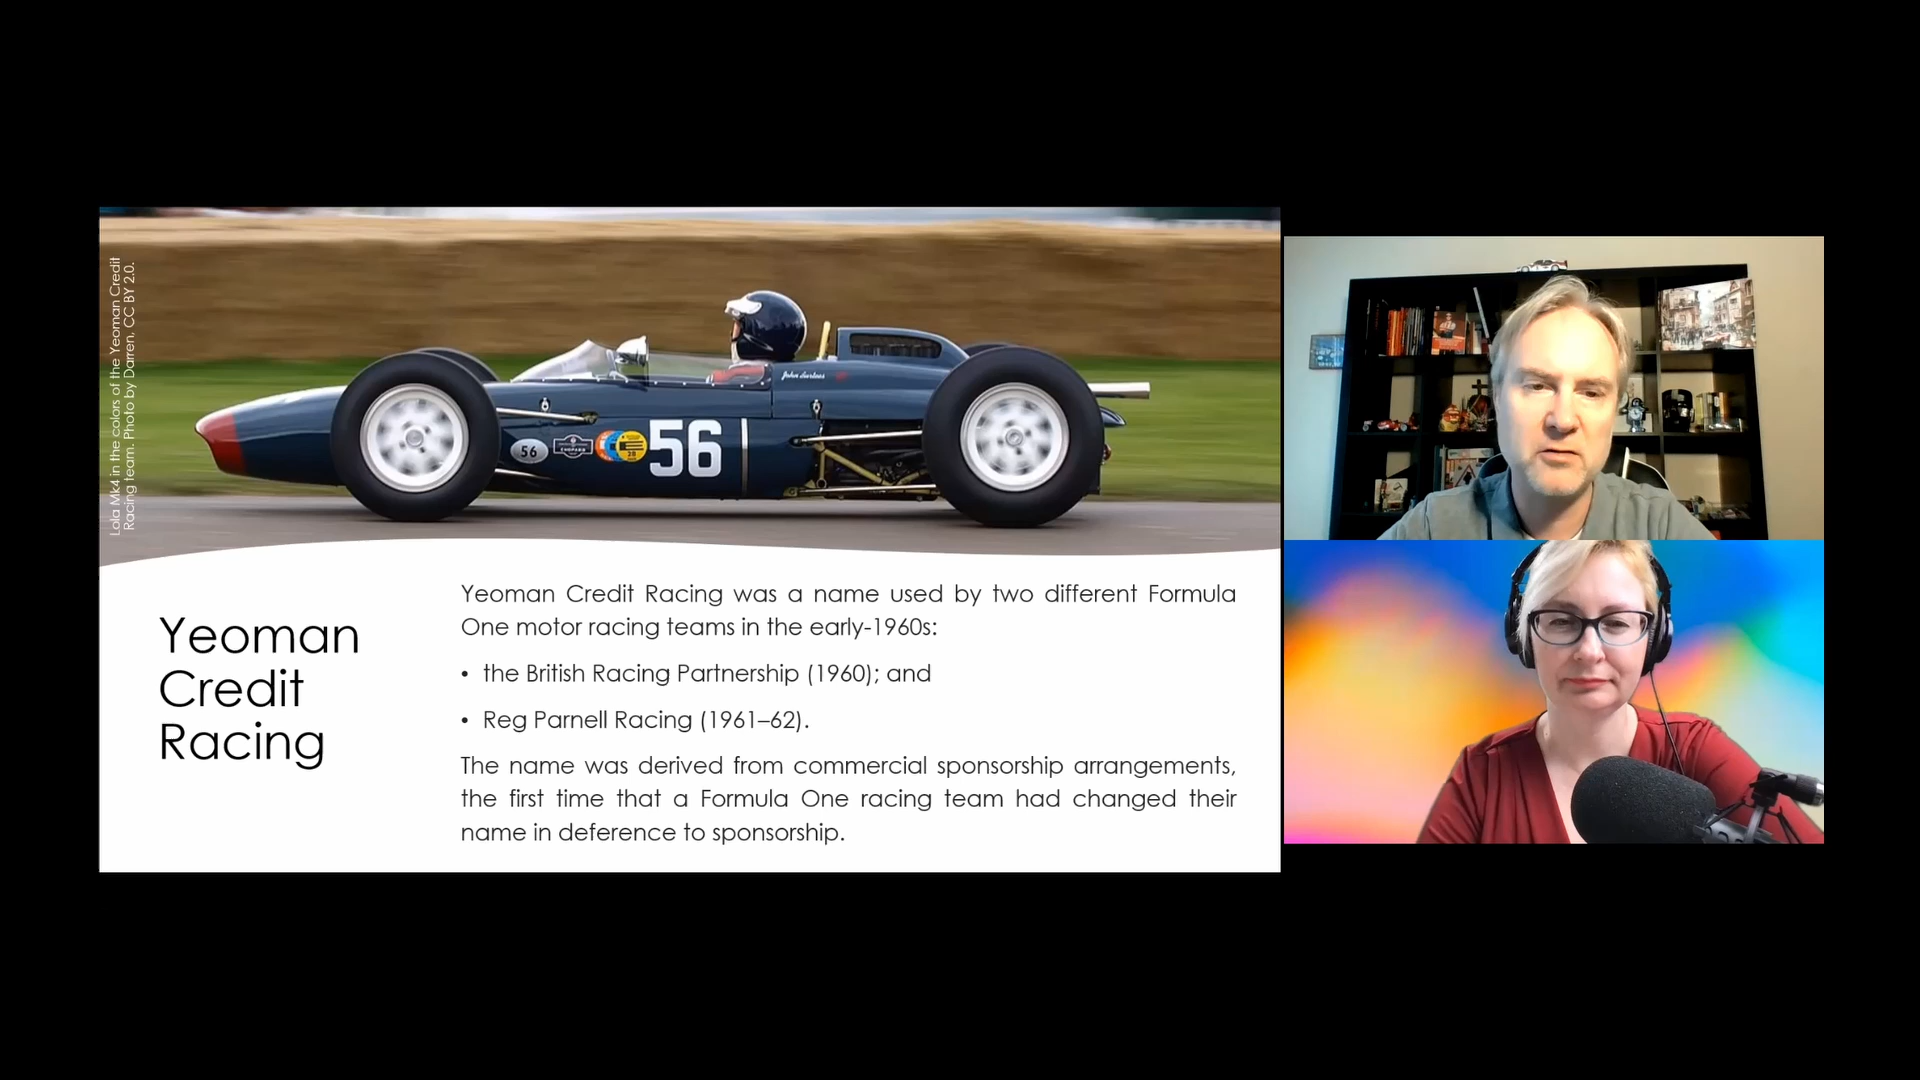 Lola Mk4 in the colors of the Yeoman Credit
Racing team. Photo by Darren, CC BY 2.0.
John Surtees
56
CHOPARD
56
Yeoman
Credit
Racing
Yeoman Credit Racing was a name used by two different Formula
One motor racing teams in the early-1960s:
• the British Racing Partnership (1960); and
• Reg Parnell Racing (1961–62).
The name was derived from commercial sponsorship arrangements,
the first time that a Formula One racing team had changed their
name in deference to sponsorship.